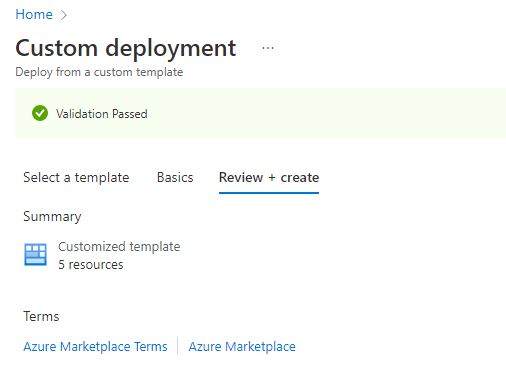 Home >
Custom deployment ...
Deploy from a custom template
Validation Passed
Select a template Basics Review + create
Summary
Customized template
5 resources
Terms
Azure Marketplace Terms | Azure Marketplace